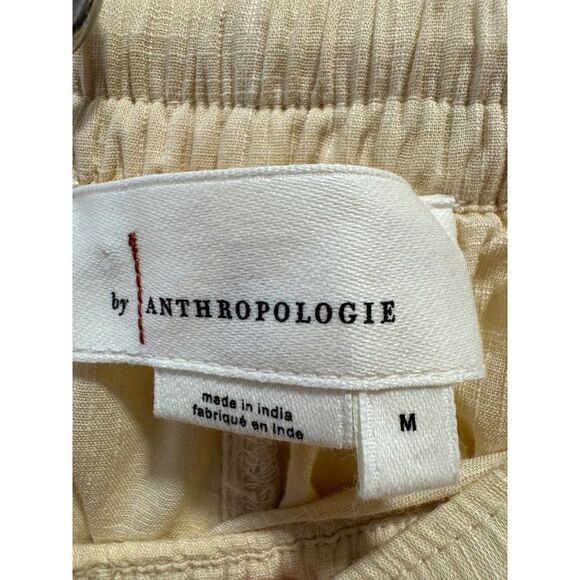 by ANTHROPOLOGIE
made in india
fabriqué en Inde
M